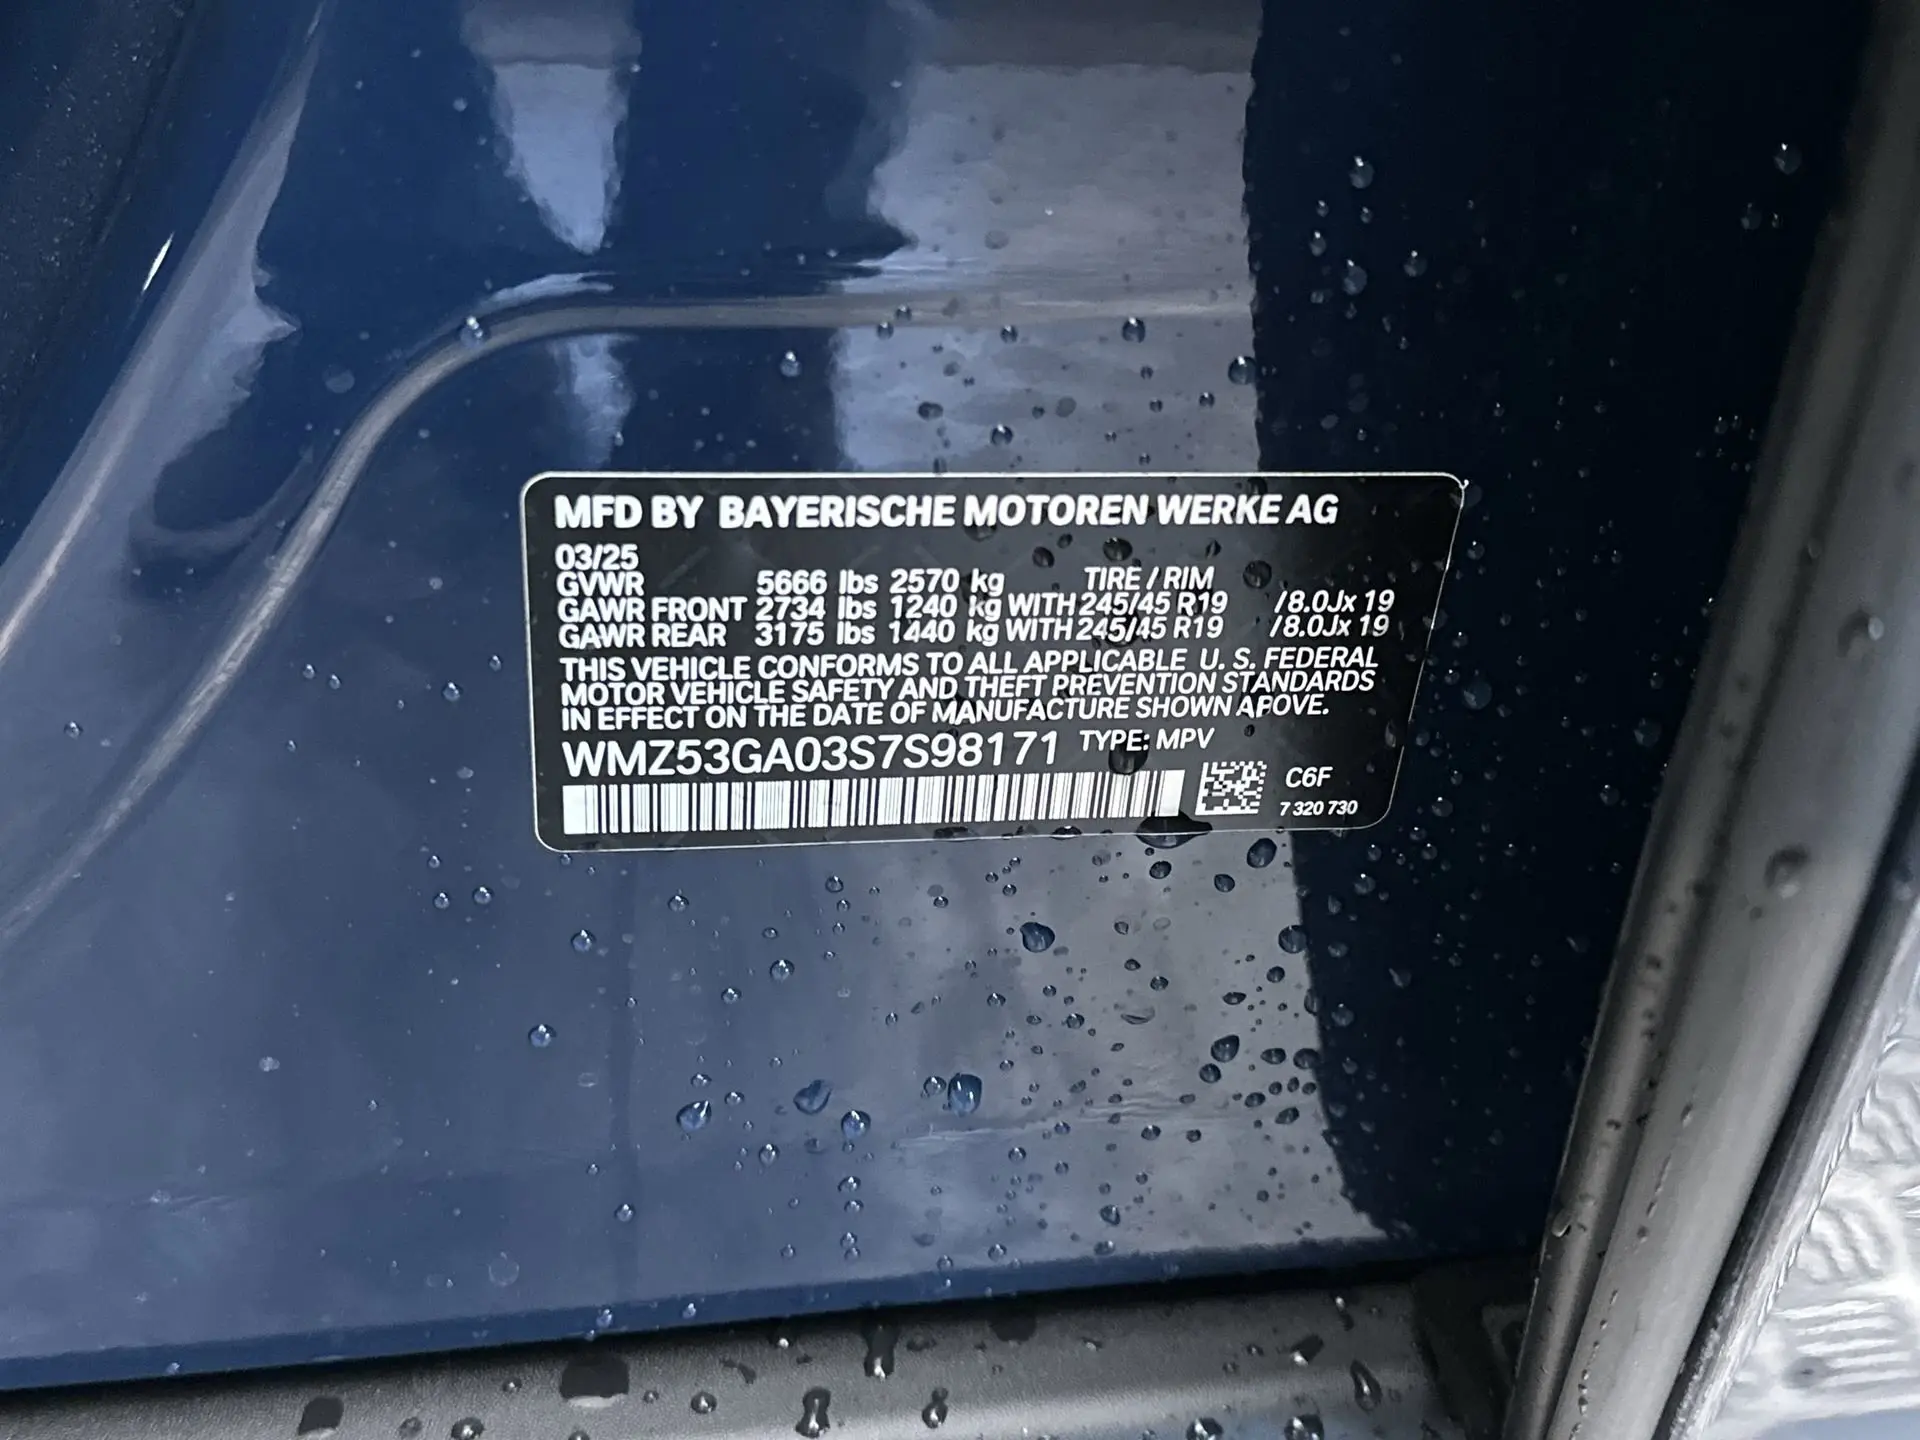 MFD BY BAYERISCHE MOTOREN WERKE AG
03/25
GVWR 5666 lbs 2570 kg TIRE / RIM
GAWR FRONT 2734 lbs 1240 kg WITH 245/45 R19 /8.0Jx 19
GAWR REAR 3175 lbs 1440 kg WITH 245/45 R19 /8.0Jx 19
THIS VEHICLE CONFORMS TO ALL APPLICABLE U. S. FEDERAL
MOTOR VEHICLE SAFETY AND THEFT PREVENTION STANDARDS
IN EFFECT ON THE DATE OF MANUFACTURE SHOWN ABOVE.
WMZ53GA03S7S98171 TYPE: MPV
C6F
7 320 730